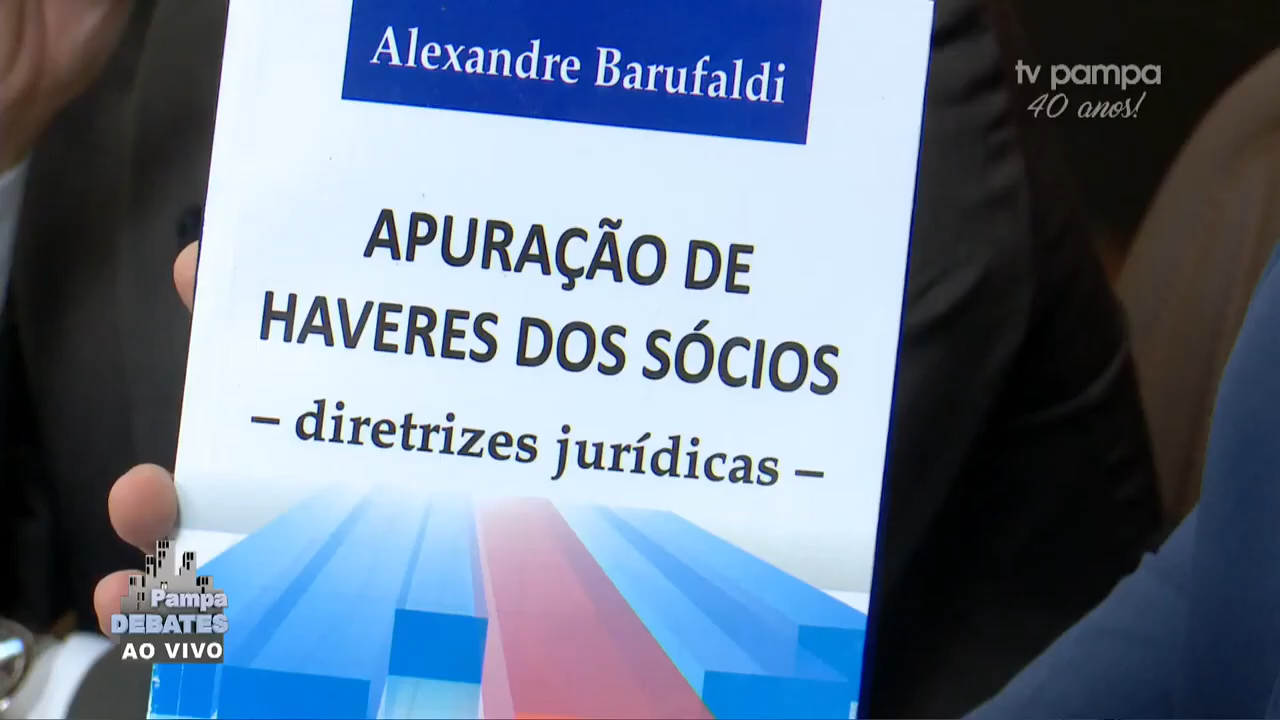 Alexandre Barufaldi
tv pampa
40 anos!
APURAÇÃO DE
HAVERES DOS SÓCIOS
– diretrizes jurídicas –
Pampa
DEBATES
AO VIVO